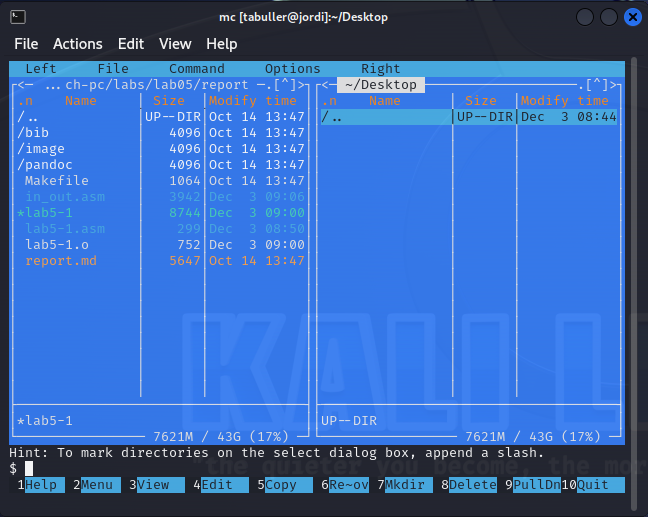 mc [tabuller@jordi]:~/Desktop
File Actions Edit View Help
Left File Command Options Right
<— …ch-pc/labs/lab05/report —.[^]> <— ~/Desktop .[^]>
.n Name Size Modify time .n Name Size Modify time
/.. UP--DIR Oct 14 13:47 /.. UP--DIR Dec 3 08:44
/bib 4096 Oct 14 13:47
/image 4096 Oct 14 13:47
/pandoc 4096 Oct 14 13:47
Makefile 1064 Oct 14 13:47
in_out.asm 3942 Dec 3 09:06
*lab5-1 8744 Dec 3 09:00
lab5-1.asm 299 Dec 3 08:50
lab5-1.o 752 Dec 3 09:00
report.md 5647 Oct 14 13:47
KALI LI
*lab5-1 UP--DIR
7621M / 43G (17%) 7621M / 43G (17%)
Hint: To mark directories on the select dialog box, append a slash.
"the quieter you become, the mor
$
1Help 2Menu 3View 4Edit 5Copy 6Re~ov 7Mkdir 8Delete 9PullDn 10Quit